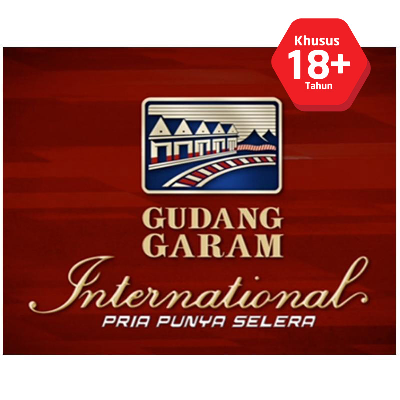 Khusus
18+
Tahun
GUDANG
GARAM
International
PRIA PUNYA SELERA